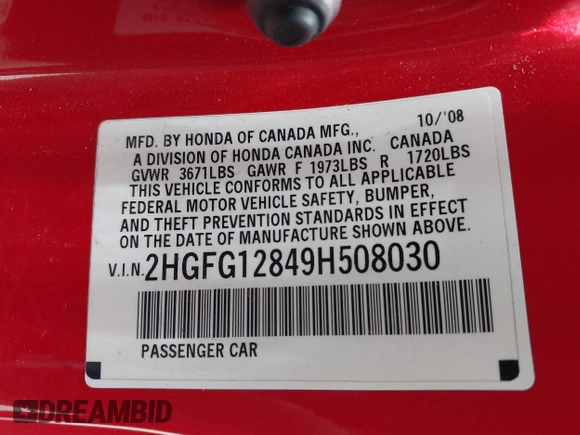 MFD. BY HONDA OF CANADA MFG., 10/'08
A DIVISION OF HONDA CANADA INC. CANADA
GVWR 3671LBS GAWR F 1973LBS R 1720LBS
THIS VEHICLE CONFORMS TO ALL APPLICABLE
FEDERAL MOTOR VEHICLE SAFETY, BUMPER,
AND THEFT PREVENTION STANDARDS IN EFFECT
ON THE DATE OF MANUFACTURE SHOWN ABOVE.
V.I.N. 2HGFG12849H508030
PASSENGER CAR
DREAMBID